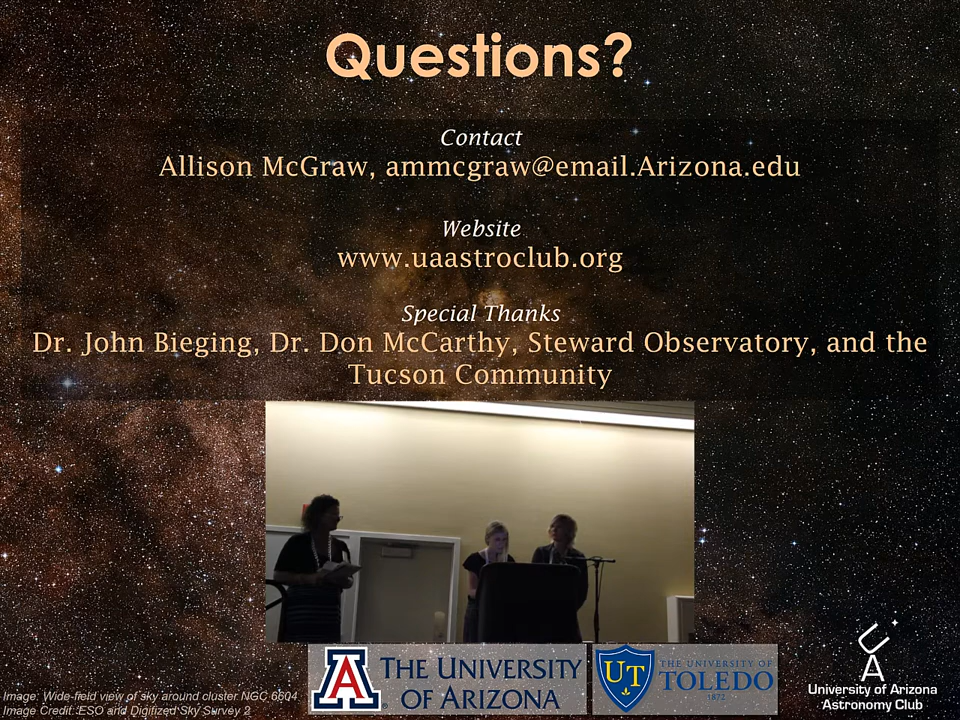 Questions?
Contact
Allison McGraw, ammcgraw@email.Arizona.edu
Website
www.uaastroclub.org
Special Thanks
Dr. John Bieging, Dr. Don McCarthy, Steward Observatory, and the
Tucson Community
A
THE UNIVERSITY
OF ARIZONA
UT
THE UNIVERSITY OF
TOLEDO
1872
UA
University of Arizona
Astronomy Club
Image: Wide-field view of sky around cluster NGC 6604
Image Credit: ESO and Digitized Sky Survey 2